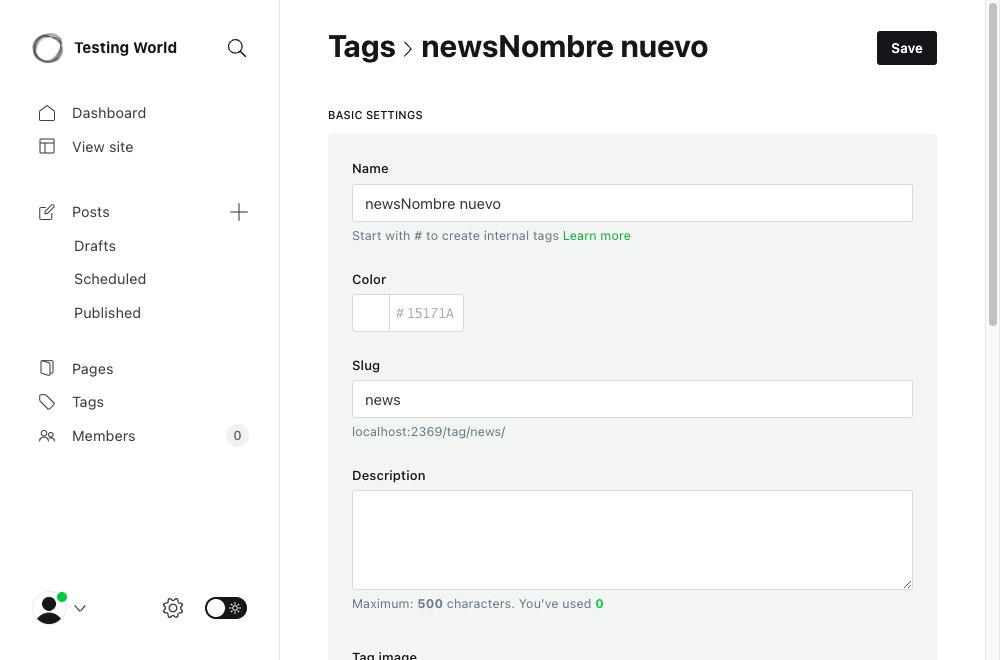 Testing World
Dashboard
View site
Posts
Drafts
Scheduled
Published
Pages
Tags
Members 0
Tags > newsNombre nuevo
Save
BASIC SETTINGS
Name
newsNombre nuevo
Start with # to create internal tags Learn more
Color
# 15171A
Slug
news
localhost:2369/tag/news/
Description
Maximum: 500 characters. You’ve used 0
Tag image